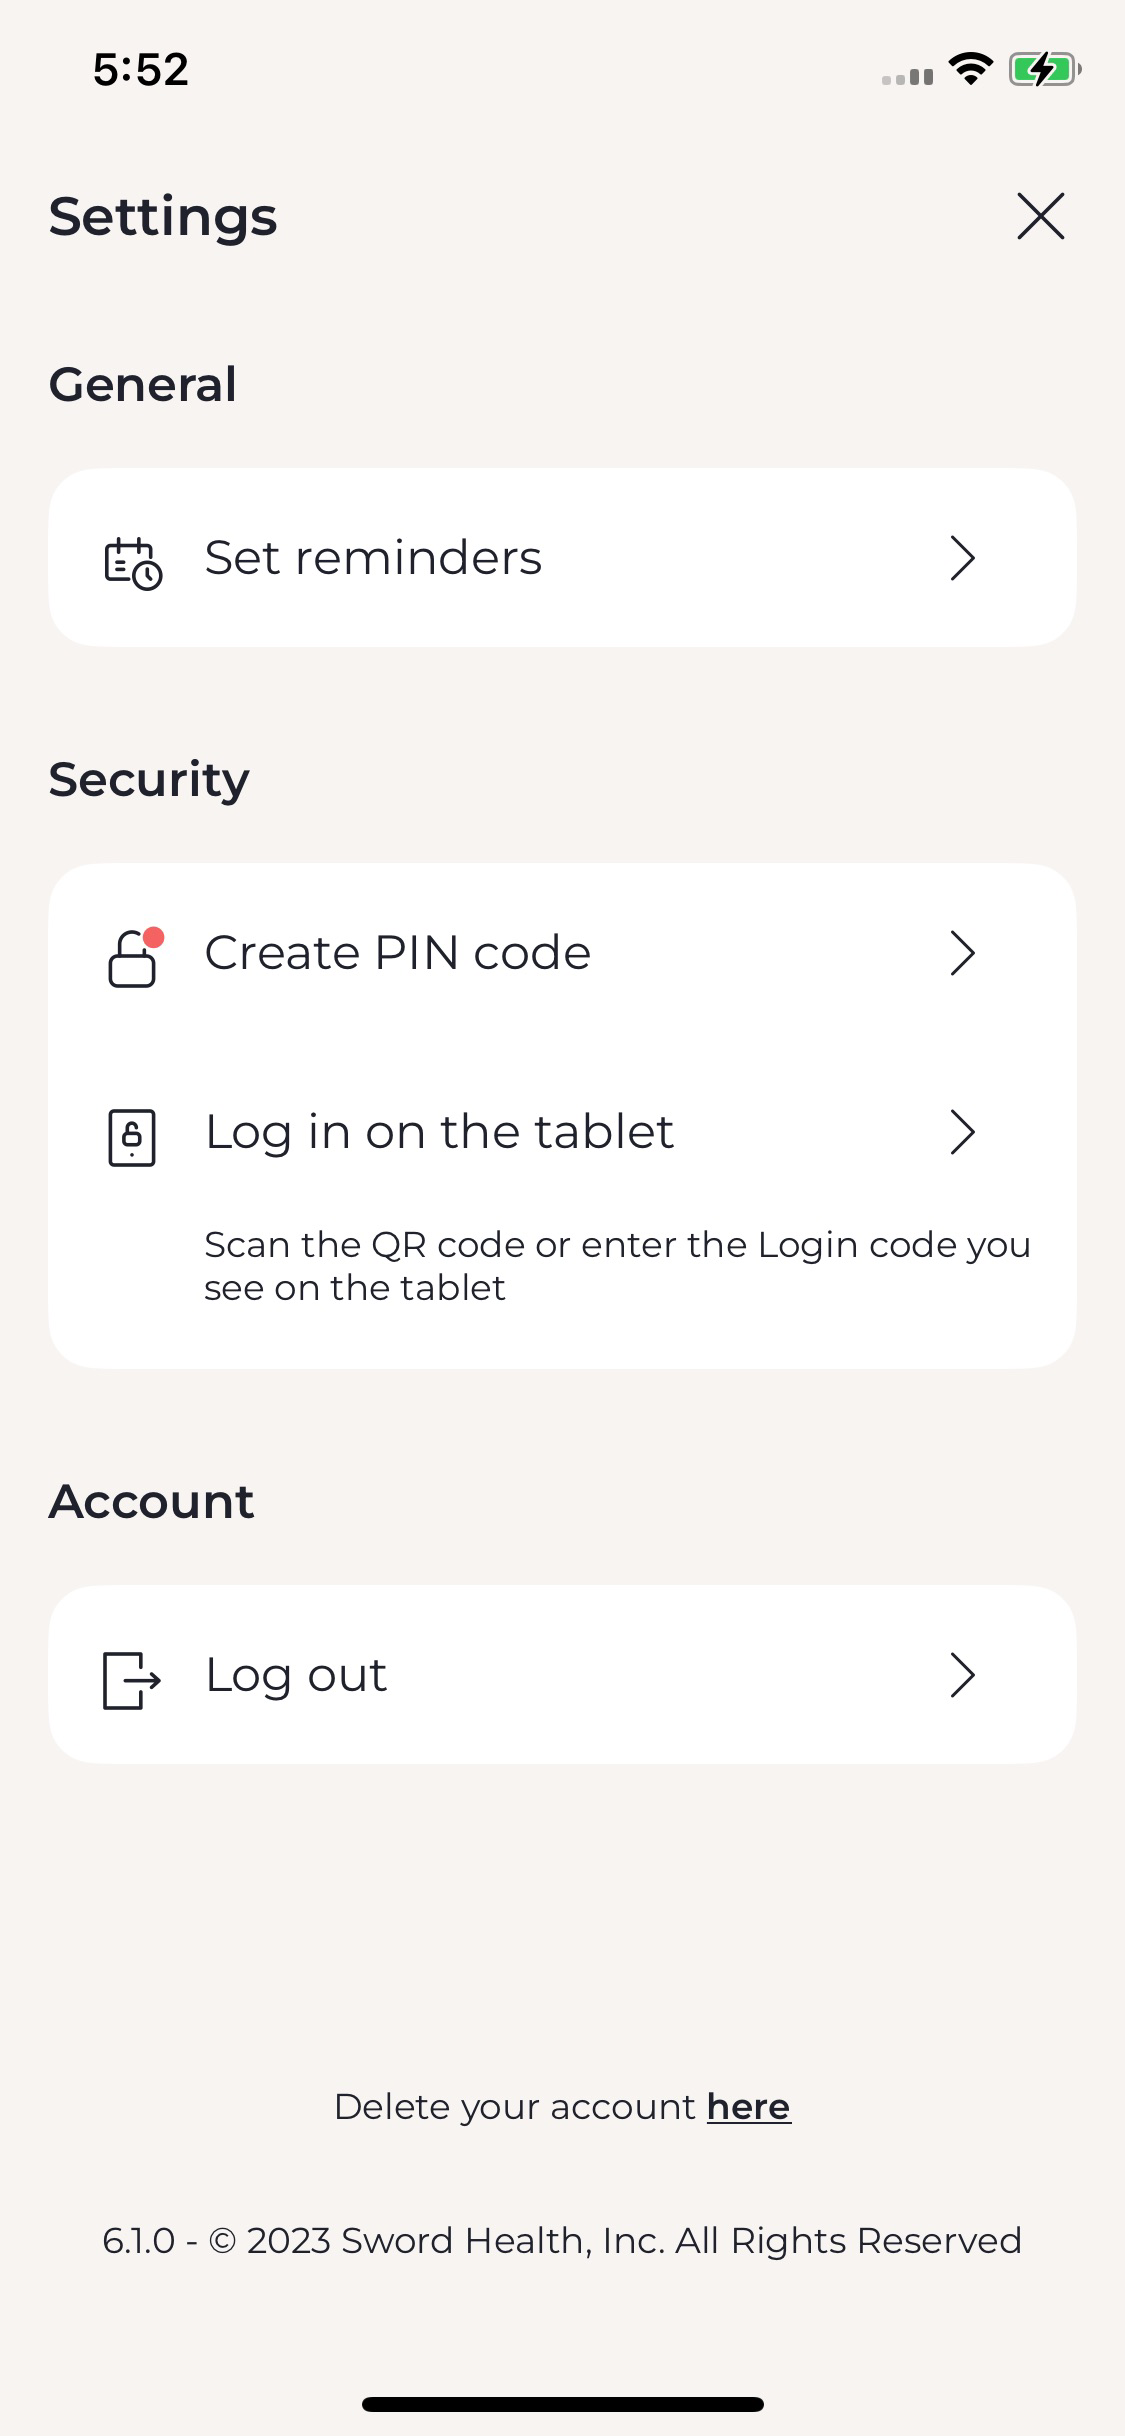 5:52
Settings
General
Set reminders
Security
Create PIN code
Log in on the tablet
Scan the QR code or enter the Login code you
see on the tablet
Account
Log out
Delete your account here
6.1.0 - © 2023 Sword Health, Inc. All Rights Reserved